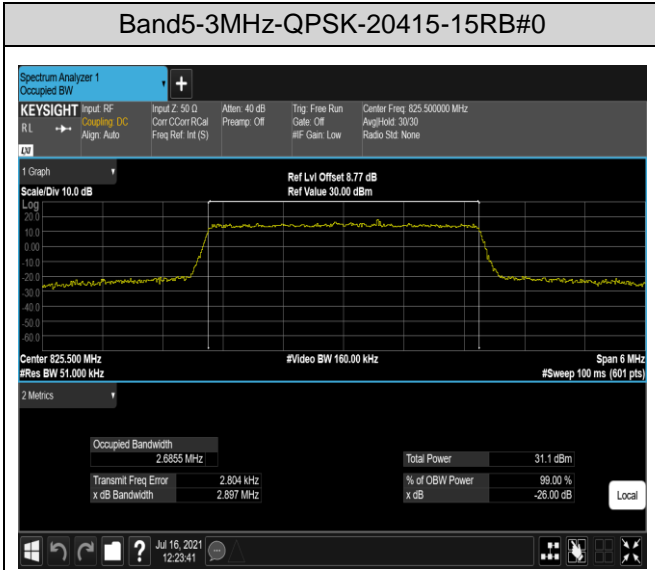 Band5-3MHz-QPSK-20415-15RB#0
Spectrum Analyzer 1
Occupied BW
+
KEYSIGHT
RL
LXI
Input: RF
Coupling: DC
Align: Auto
Input Z: 50 Ω
Corr CCorr RCal
Freq Ref: Int (S)
Atten: 40 dB
Preamp: Off
Trig: Free Run
Gate: Off
#IF Gain: Low
Center Freq: 825.500000 MHz
Avg|Hold: 30/30
Radio Std: None
1 Graph
Scale/Div 10.0 dB
Ref Lvl Offset 8.77 dB
Ref Value 30.00 dBm
Log
20.0
10.0
0.00
-10.0
-20.0
-30.0
-40.0
-50.0
-60.0
Center 825.500 MHz
#Video BW 160.00 kHz
Span 6 MHz
#Res BW 51.000 kHz
#Sweep 100 ms (601 pts)
2 Metrics
Occupied Bandwidth
2.6855 MHz
Transmit Freq Error 2.804 kHz
x dB Bandwidth 2.897 MHz
Total Power 31.1 dBm
% of OBW Power 99.00 %
x dB -26.00 dB
Local
?
Jul 16, 2021
12:23:41